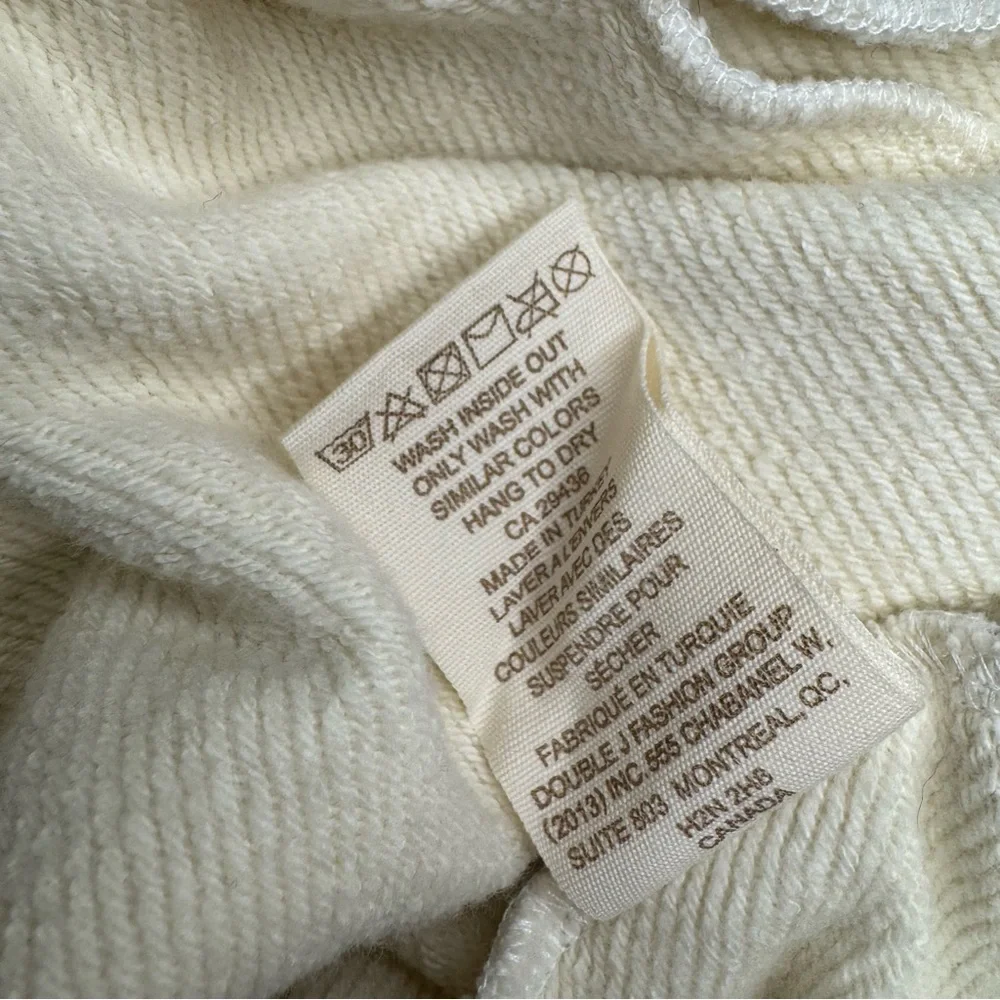 30
WASH INSIDE OUT
ONLY WASH WITH
SIMILAR COLORS
HANG TO DRY
CA 29436
MADE IN TURKEY
LAVER A L'ENVERS
LAVER AVEC DES
COULEURS SIMILAIRES
SUSPENDRE POUR
SÉCHER
FABRIQUÉ EN TURQUIE
DOUBLE J FASHION GROUP
(2013) INC. 555 CHABANEL W,
SUITE 803 MONTREAL, QC,
H2N 2H8
CANADA